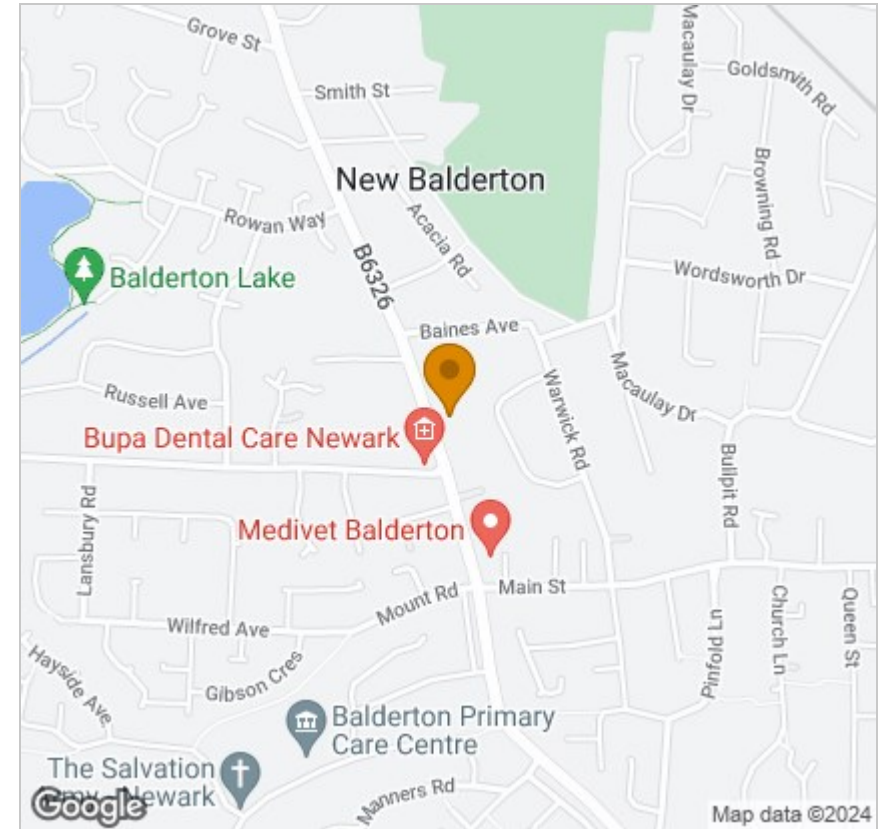 Grove St
Smith St
Macaulay Dr
Goldsmith Rd
New Balderton
Browning Rd
Rowan Way
Acacia Rd
B6326
Balderton Lake
Wordsworth Dr
Baines Ave
Russell Ave
Warwick Rd
Macaulay Dr
Bupa Dental Care Newark
Bullpit Rd
Lansbury Rd
Medivet Balderton
Mount Rd
Main St
Wilfred Ave
Pinfold Ln
Church Ln
Queen St
Hayside Ave
Gibson Cres
Balderton Primary
Care Centre
The Salvation
Newark
Manners Rd
Google
Map data ©2024